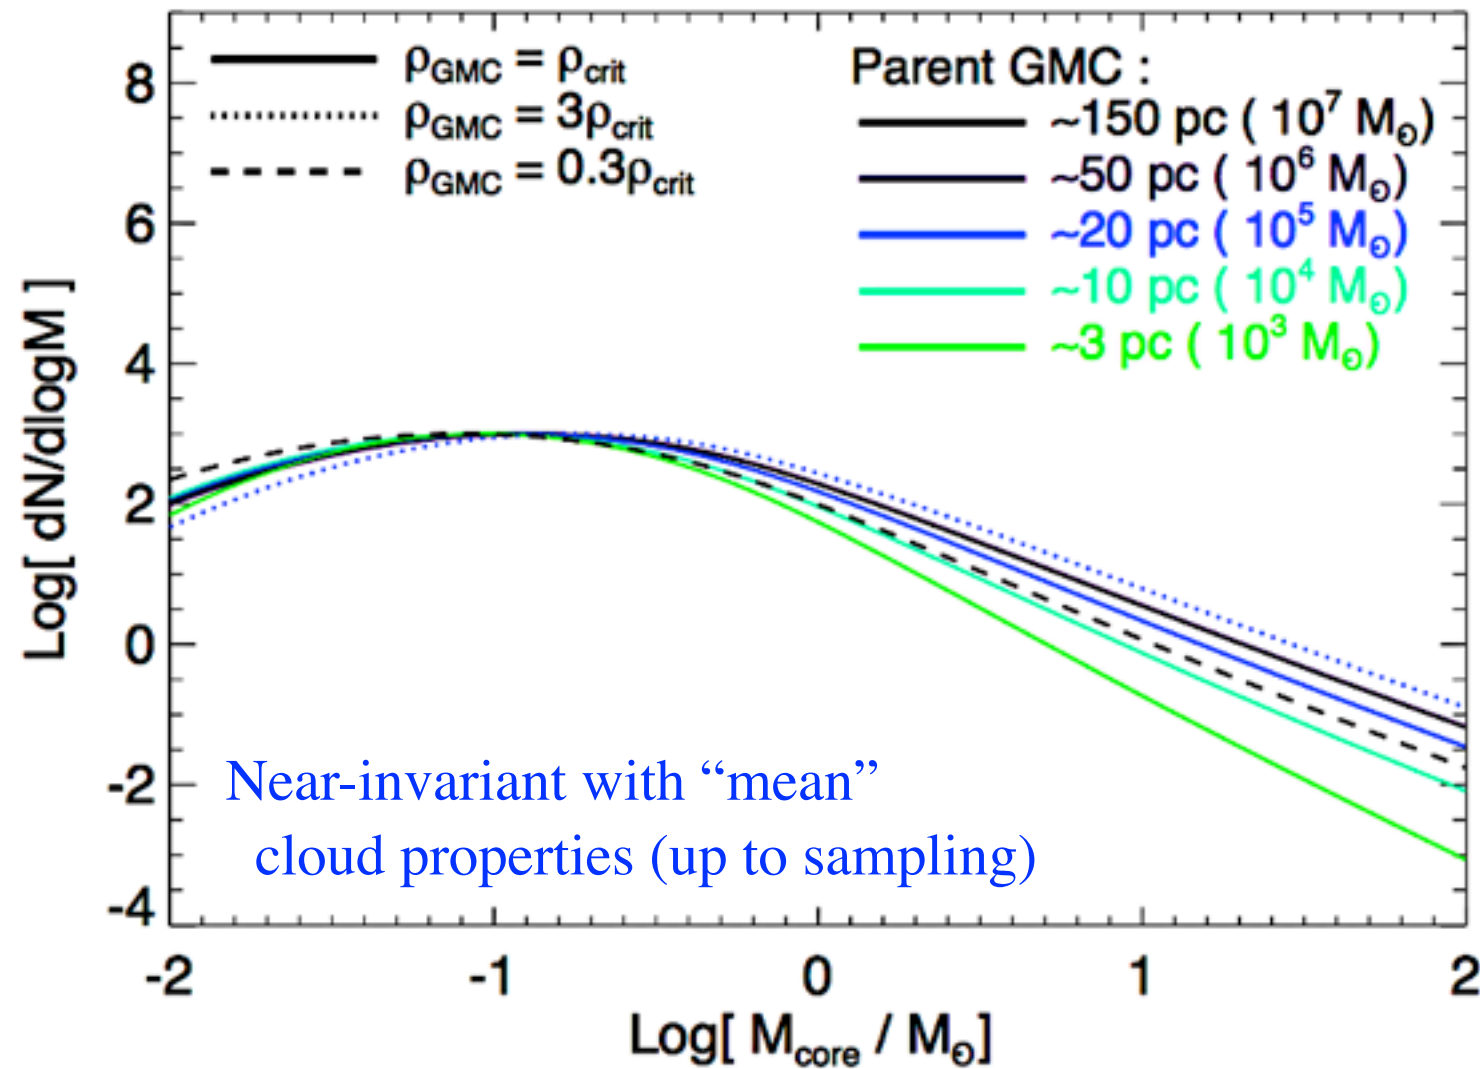 ρGMC = ρcrit
ρGMC = 3ρcrit
ρGMC = 0.3ρcrit
Parent GMC :
~150 pc ( 10⁷ M☉)
~50 pc ( 10⁶ M☉)
~20 pc ( 10⁵ M☉)
~10 pc ( 10⁴ M☉)
~3 pc ( 10³ M☉)
Log[ dN/dlogM ]
8
6
4
2
0
-2
-4
Near-invariant with “mean”
cloud properties (up to sampling)
-2 -1 0 1 2
Log[ Mcore / M☉]